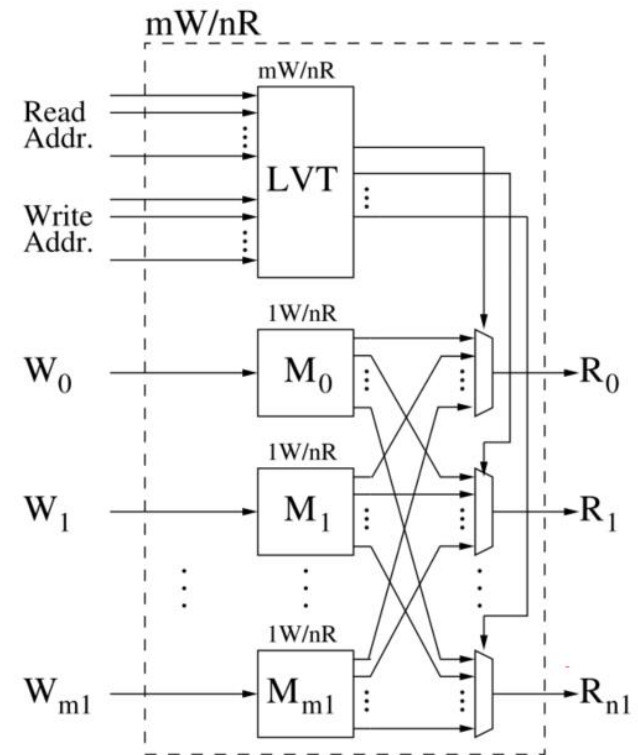 mW/nR
mW/nR
Read
Addr.
LVT
Write
Addr.
1W/nR
W0
M0
R0
1W/nR
W1
M1
R1
1W/nR
Wm1
Mm1
Rn1